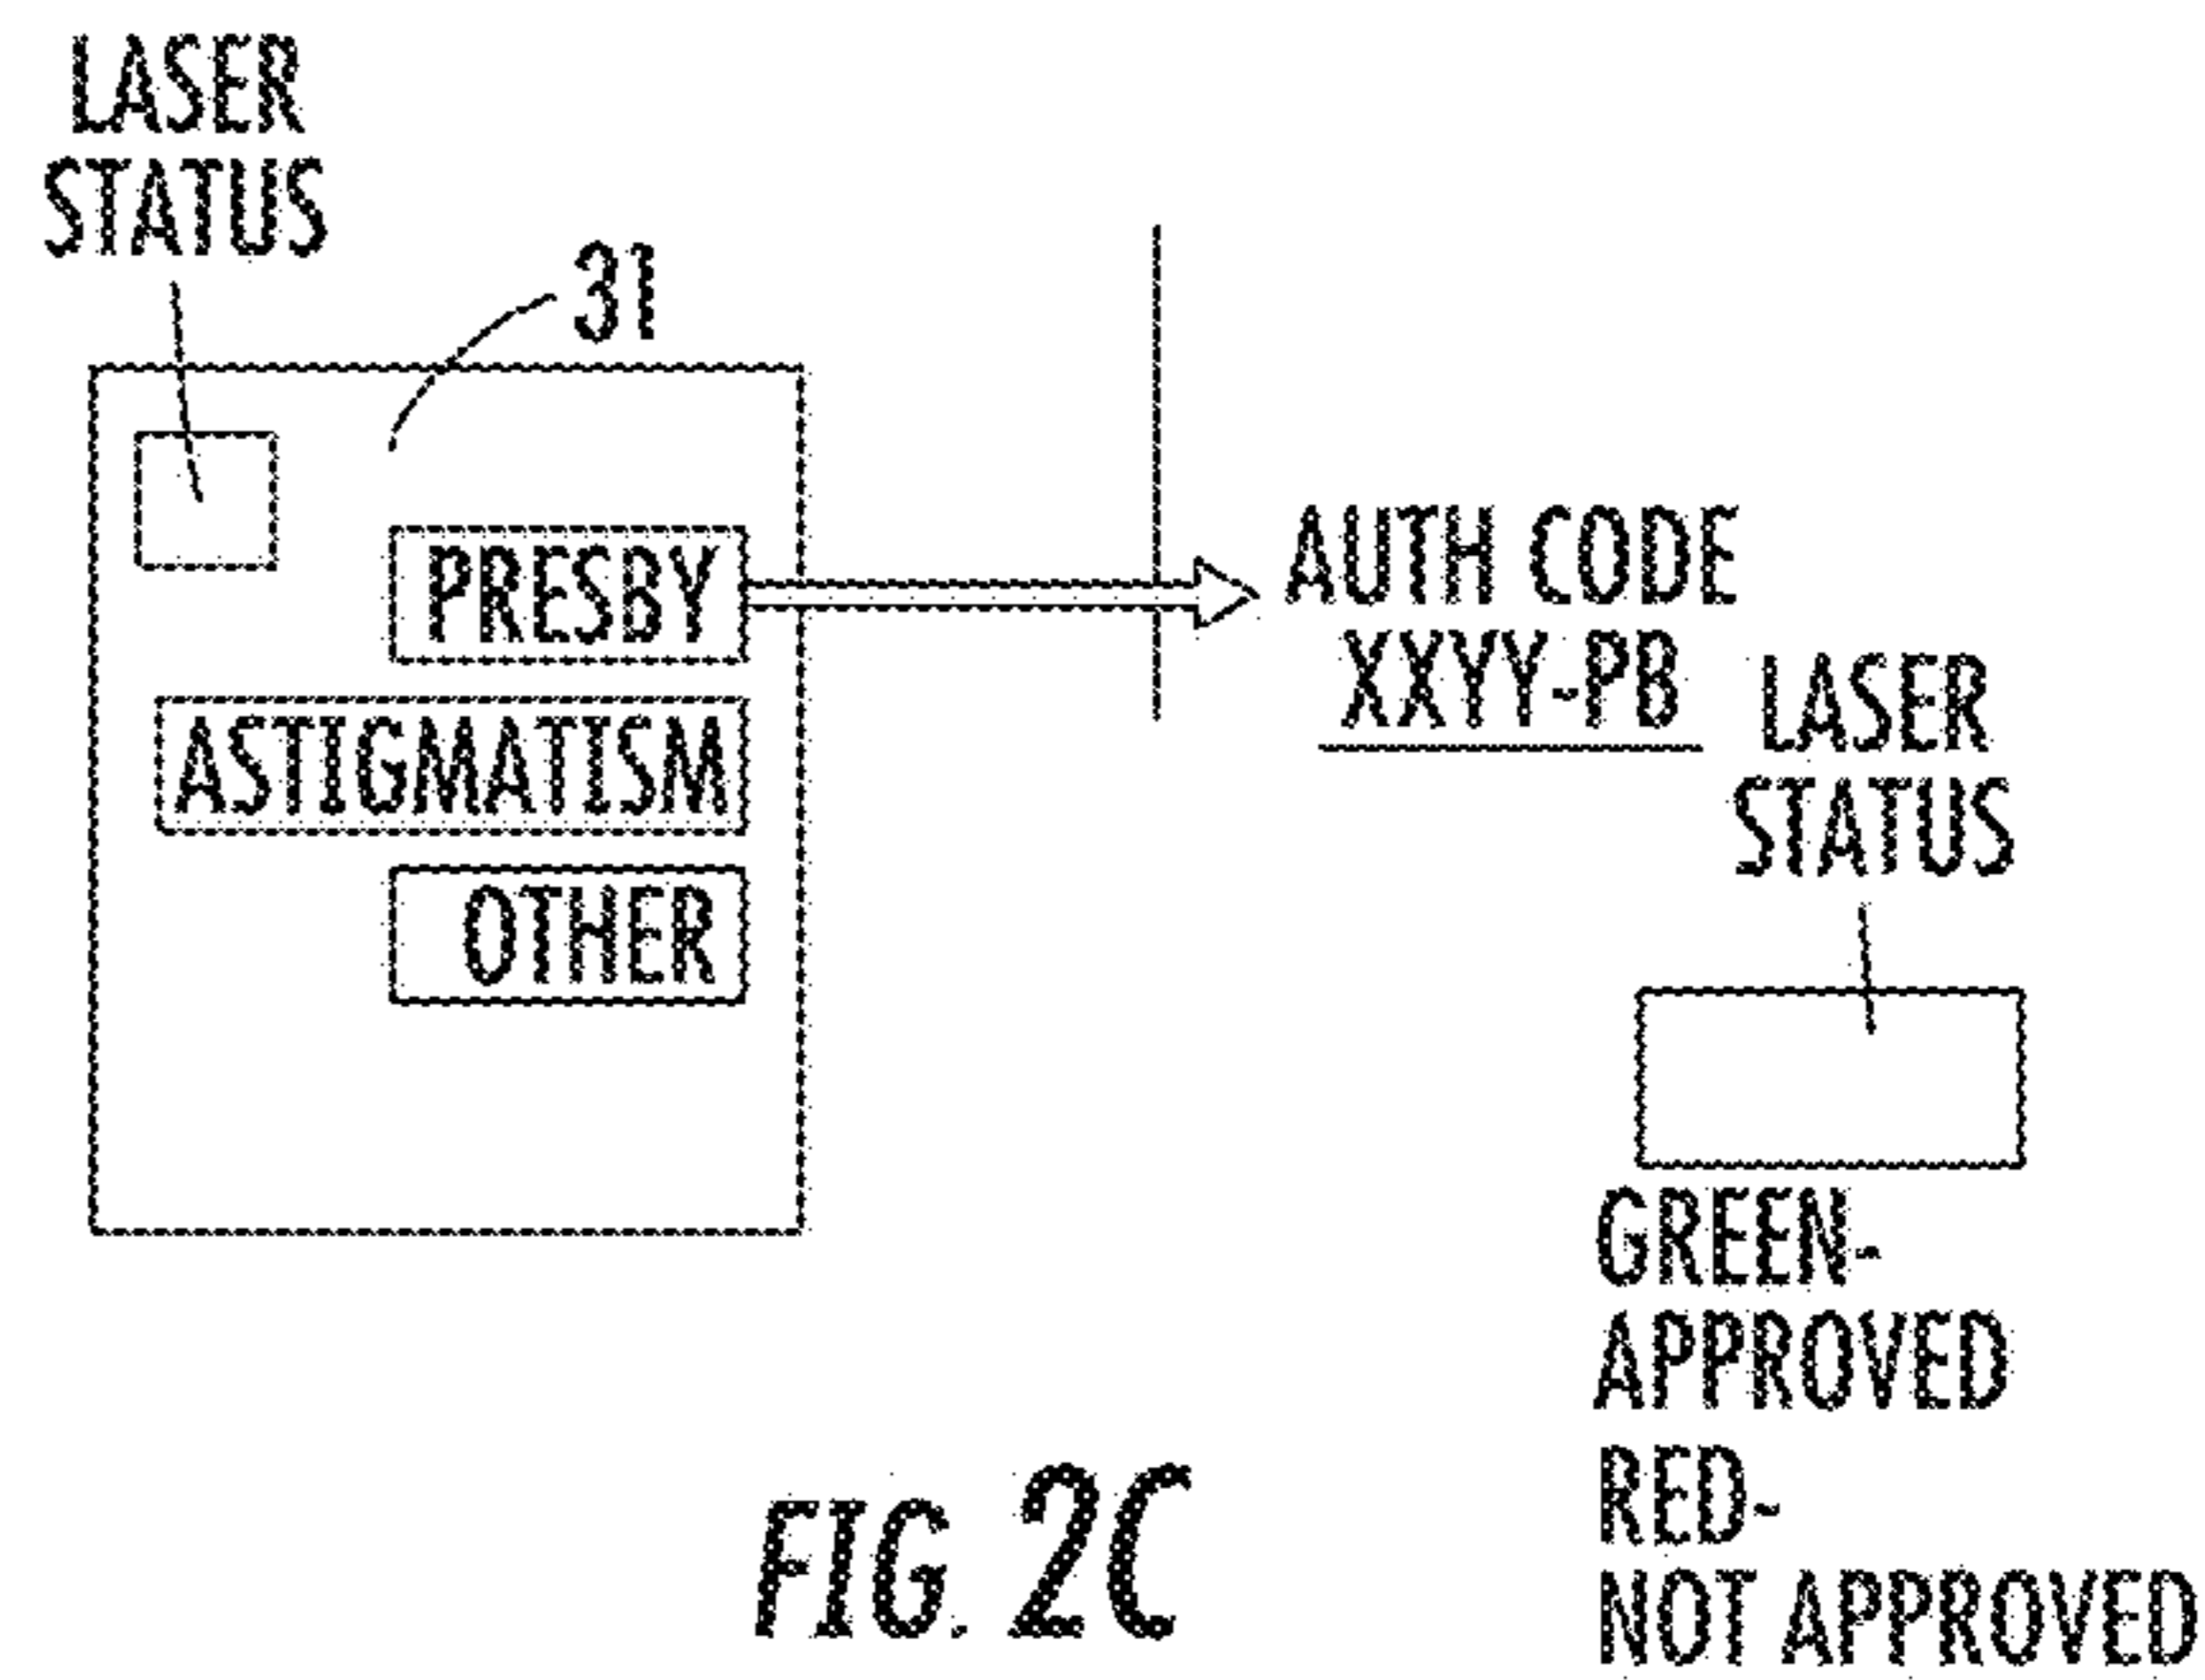 LASER
STATUS
31
PRESBY
ASTIGMATISM
OTHER
AUTH CODE
XXYY-PB
LASER
STATUS
GREEN-
APPROVED
RED-
NOT APPROVED
FIG. 2C